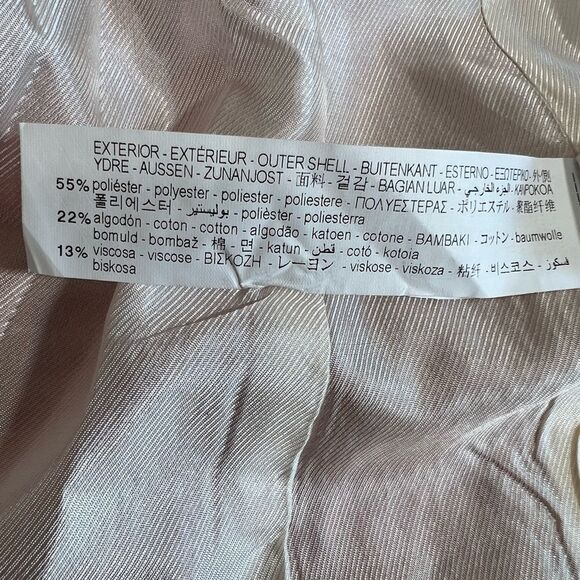 EXTERIOR - EXTÉRIEUR - OUTER SHELL - BUITENKANT - ESTERNO - ΕΞΩΤΕΡΙΚΟ - 外側
YDRE - AUSSEN - ZUNANJOST - 面料 - 겉감 - BAGIAN LUAR - الجزء الخارجي - KANPOKOA
55% poliéster - polyester - polyester - poliestere - ΠΟΛΥΕΣΤΕΡΑΣ - ポリエステル - 聚酯纤维
폴리에스터 - بوليستير - polièster - poliesterra
22% algodón - coton - cotton - algodão - katoen - cotone - ΒΑΜΒΑΚΙ - コットン - baumwolle
bomuld - bombaž - 棉 - 면 - katun - قطن - cotó - kotoia
13% viscosa - viscose - ΒΙΣΚΟΖΗ - レーヨン - viskose - viskoza - 粘纤 - 비스코스 - فسكوز
biskosa